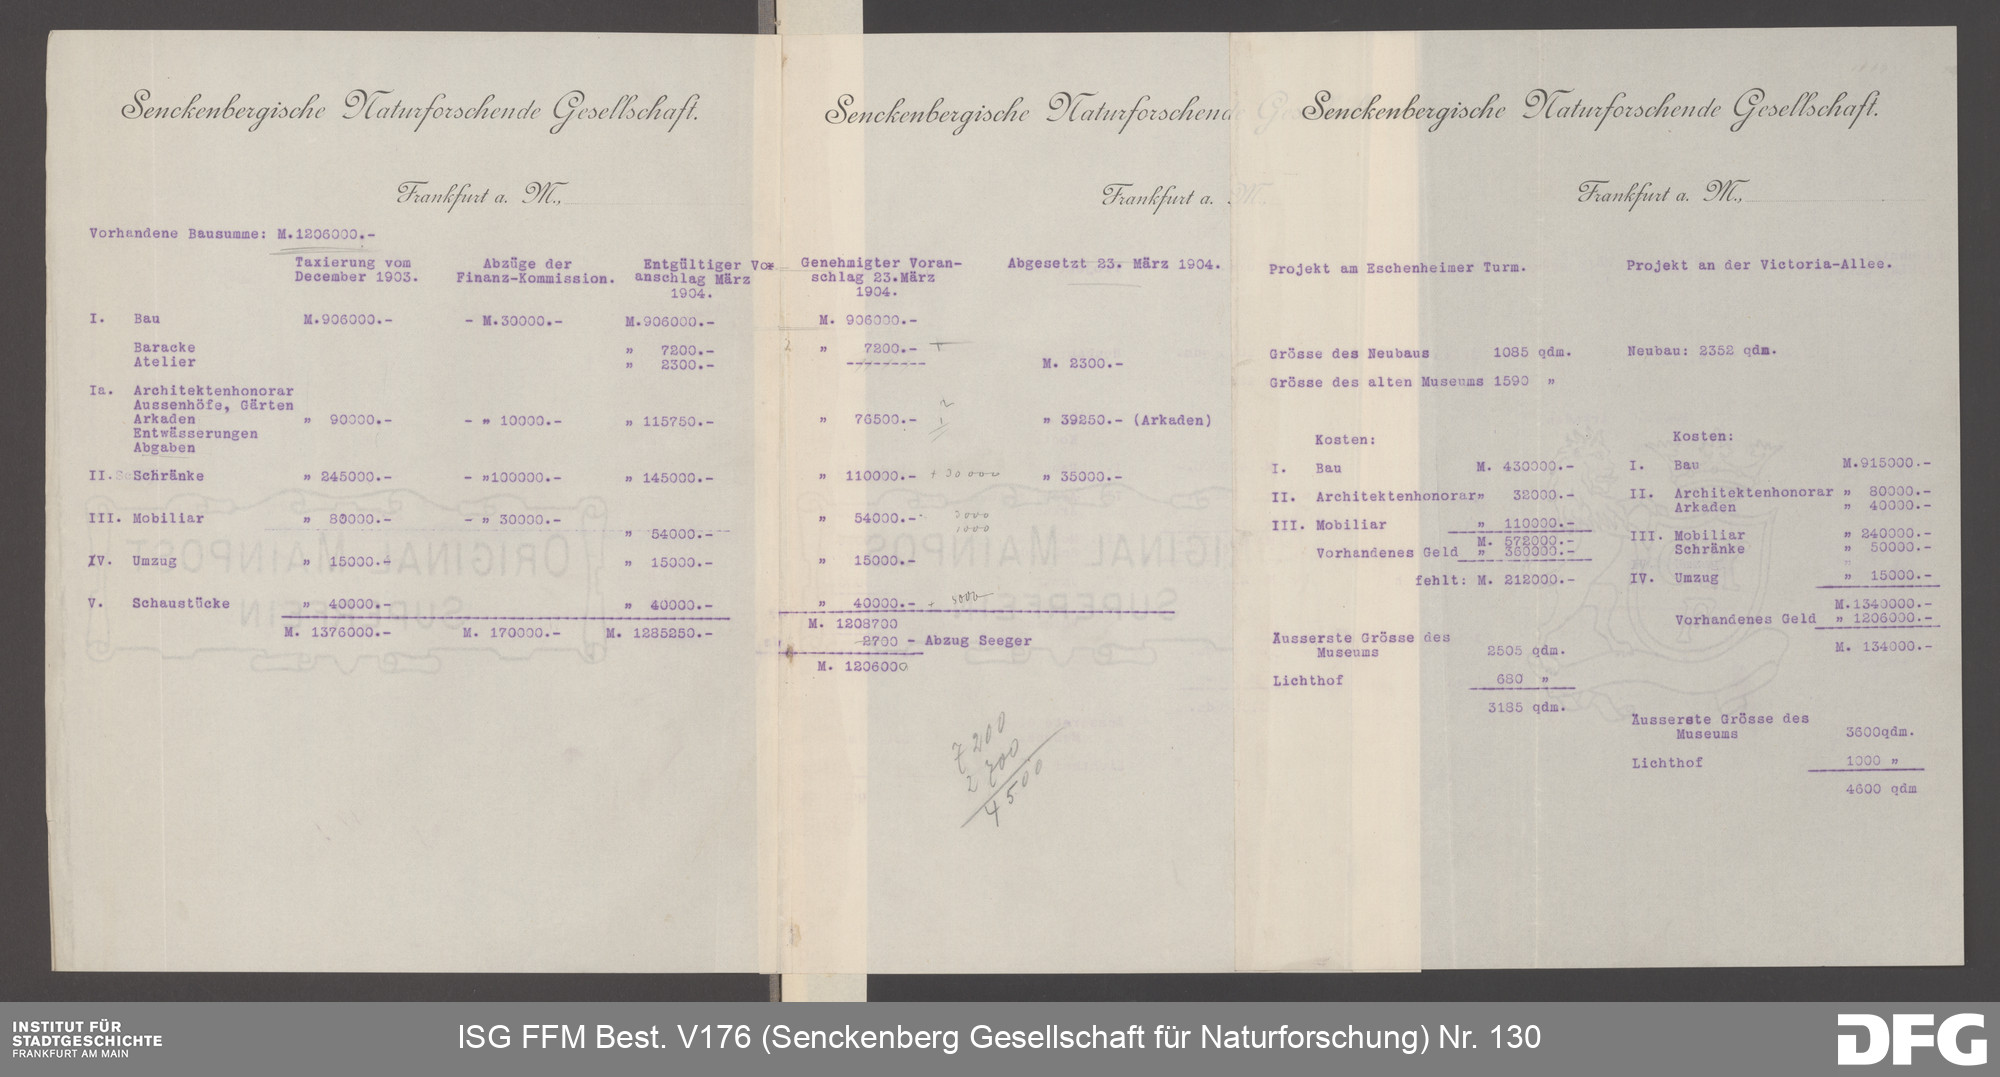 Senckenbergische Naturforschende Gesellschaft.
Frankfurt a. M.,
Vorhandene Bausumme: M.1206000.-
Taxierung vom Abzüge der Entgültiger Vor
December 1903. Finanz-Kommission. anschlag März
1904.
I. Bau M.906000.- - M.30000.- M.906000.-
Baracke " 7200.-
Atelier " 2300.-
Ia. Architektenhonorar
Aussenhöfe, Gärten
Arkaden " 90000.- - " 10000.- " 115750.-
Entwässerungen
Abgaben
II. Schränke " 245000.- - "100000.- " 145000.-
III. Mobiliar " 80000.- - " 30000.-
" 54000.-
IV. Umzug " 15000.- " 15000.-
V. Schaustücke " 40000.- " 40000.-
M. 1376000.- M. 170000.- M. 1285250.-
Senckenbergische Naturforschende
Frankfurt a. M.
Genehmigter Voran- Abgesetzt 23. März 1904.
schlag 23.März
1904.
M. 906000.-
2 " 7200.- +
--------- M. 2300.-
" 76500.- " 39250.- (Arkaden)
" 110000.- + 30000 " 35000.-
" 54000.- 3000
1000
" 15000.-
" 40000.- + 5000
M. 1208700
2700 - Abzug Seeger
M. 1206000
7200
2700
4500
Senckenbergische Naturforschende Gesellschaft.
Frankfurt a. M.,
Projekt am Eschenheimer Turm.
Grösse des Neubaus 1085 qdm.
Grösse des alten Museums 1590 "
Kosten:
I. Bau M. 430000.-
II. Architektenhonorar" 32000.-
III. Mobiliar " 110000.-
M. 572000.-
Vorhandenes Geld " 360000.-
fehlt: M. 212000.-
Äusserste Grösse des
Museums 2505 qdm.
Lichthof 680 "
3185 qdm.
Projekt an der Victoria-Allee.
Neubau: 2352 qdm.
Kosten:
I. Bau M.915000.-
II. Architektenhonorar " 80000.-
Arkaden " 40000.-
III. Mobiliar " 240000.-
Schränke " 50000.-
IV. Umzug " 15000.-
M.1340000.-
Vorhandenes Geld " 1206000.-
M. 134000.-
Äusserste Grösse des
Museums 3600qdm.
Lichthof 1000 "
4600 qdm
INSTITUT FÜR
STADTGESCHICHTE
FRANKFURT AM MAIN
ISG FFM Best. V176 (Senckenberg Gesellschaft für Naturforschung) Nr. 130
DFG